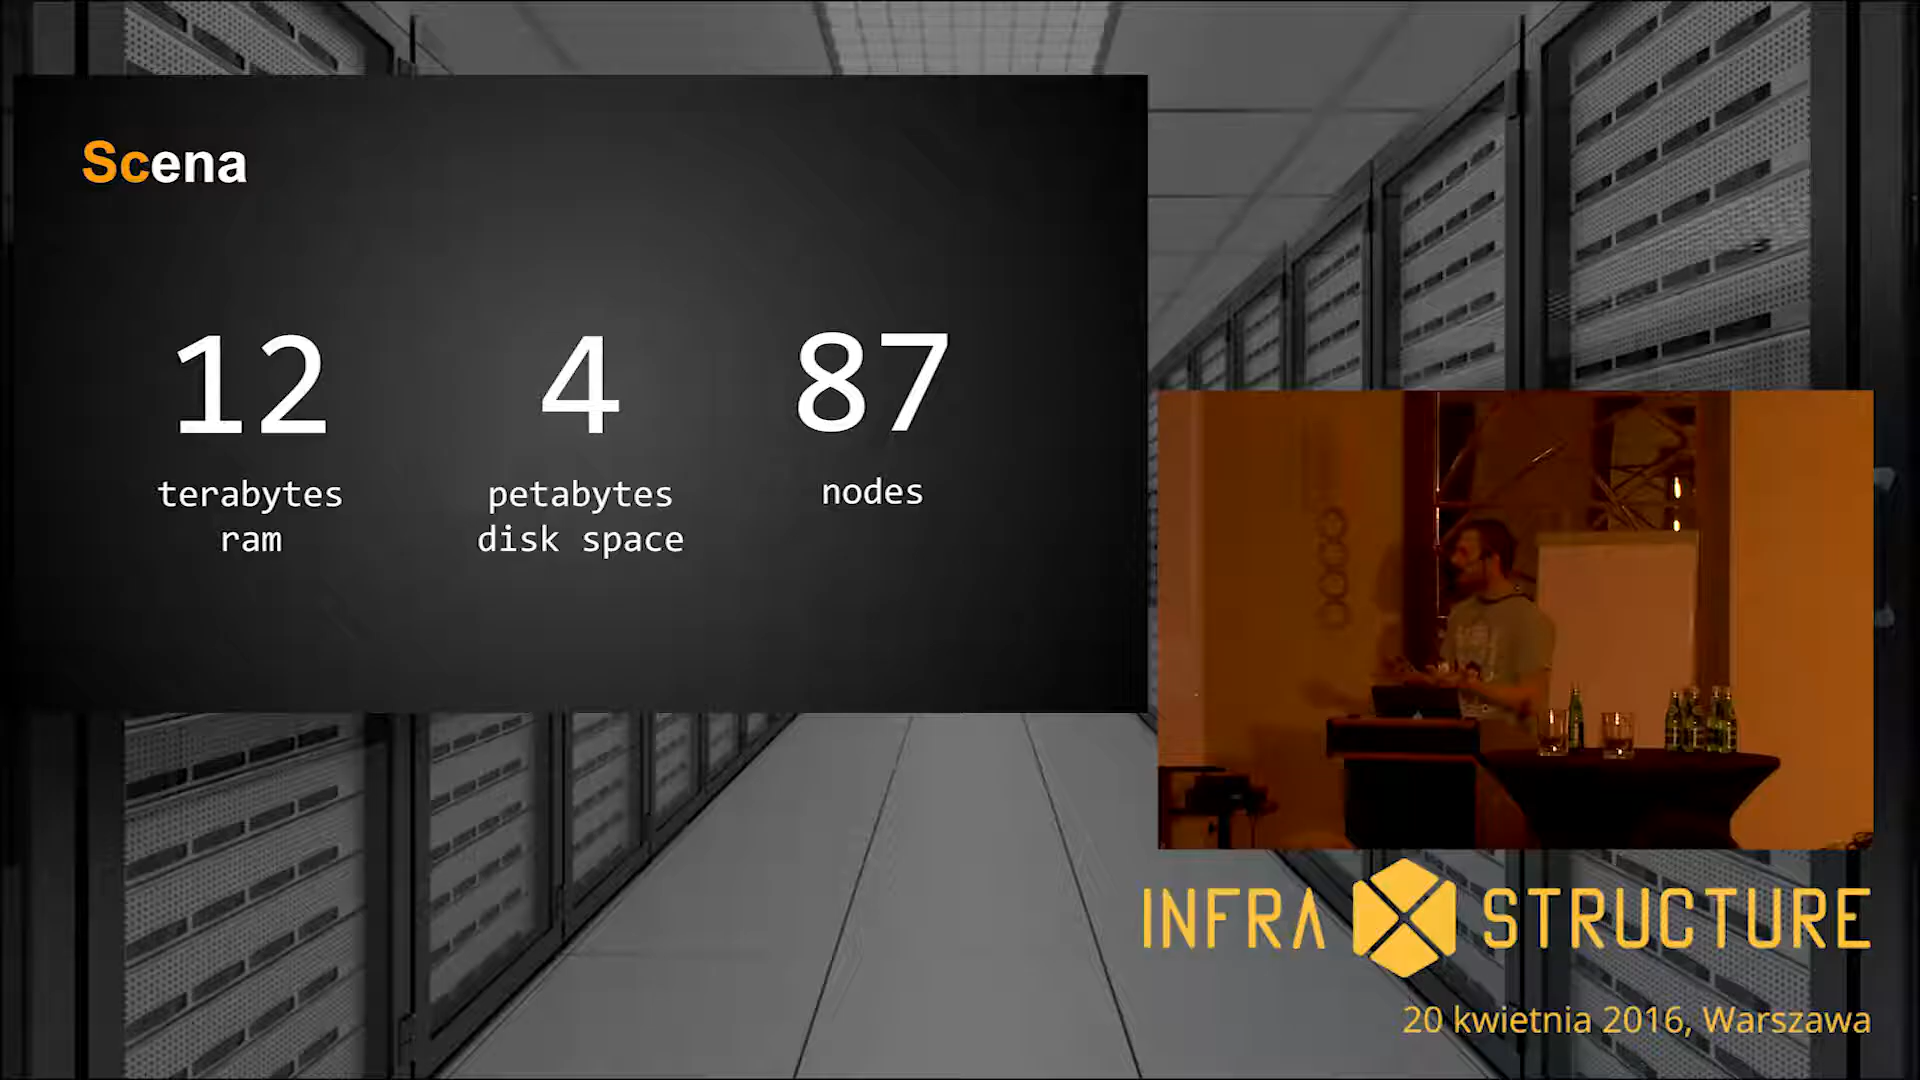 Scena
12
terabytes
ram
4
petabytes
disk space
87
nodes
INFRA STRUCTURE
20 kwietnia 2016, Warszawa